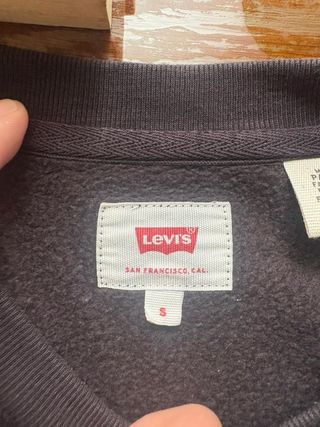 Levi's®
SAN FRANCISCO, CAL.
S